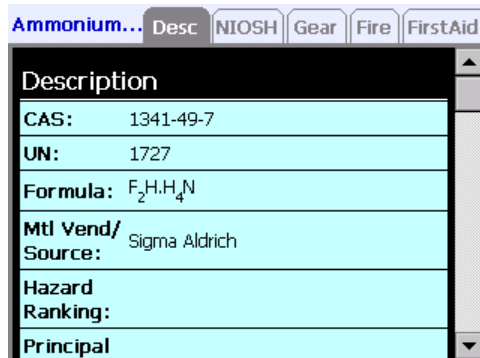 Ammonium... Desc NIOSH Gear Fire FirstAid
Description
CAS: 1341-49-7
UN: 1727
Formula: F₂H.H₄N
Mtl Vend/
Source: Sigma Aldrich
Hazard
Ranking:
Principal